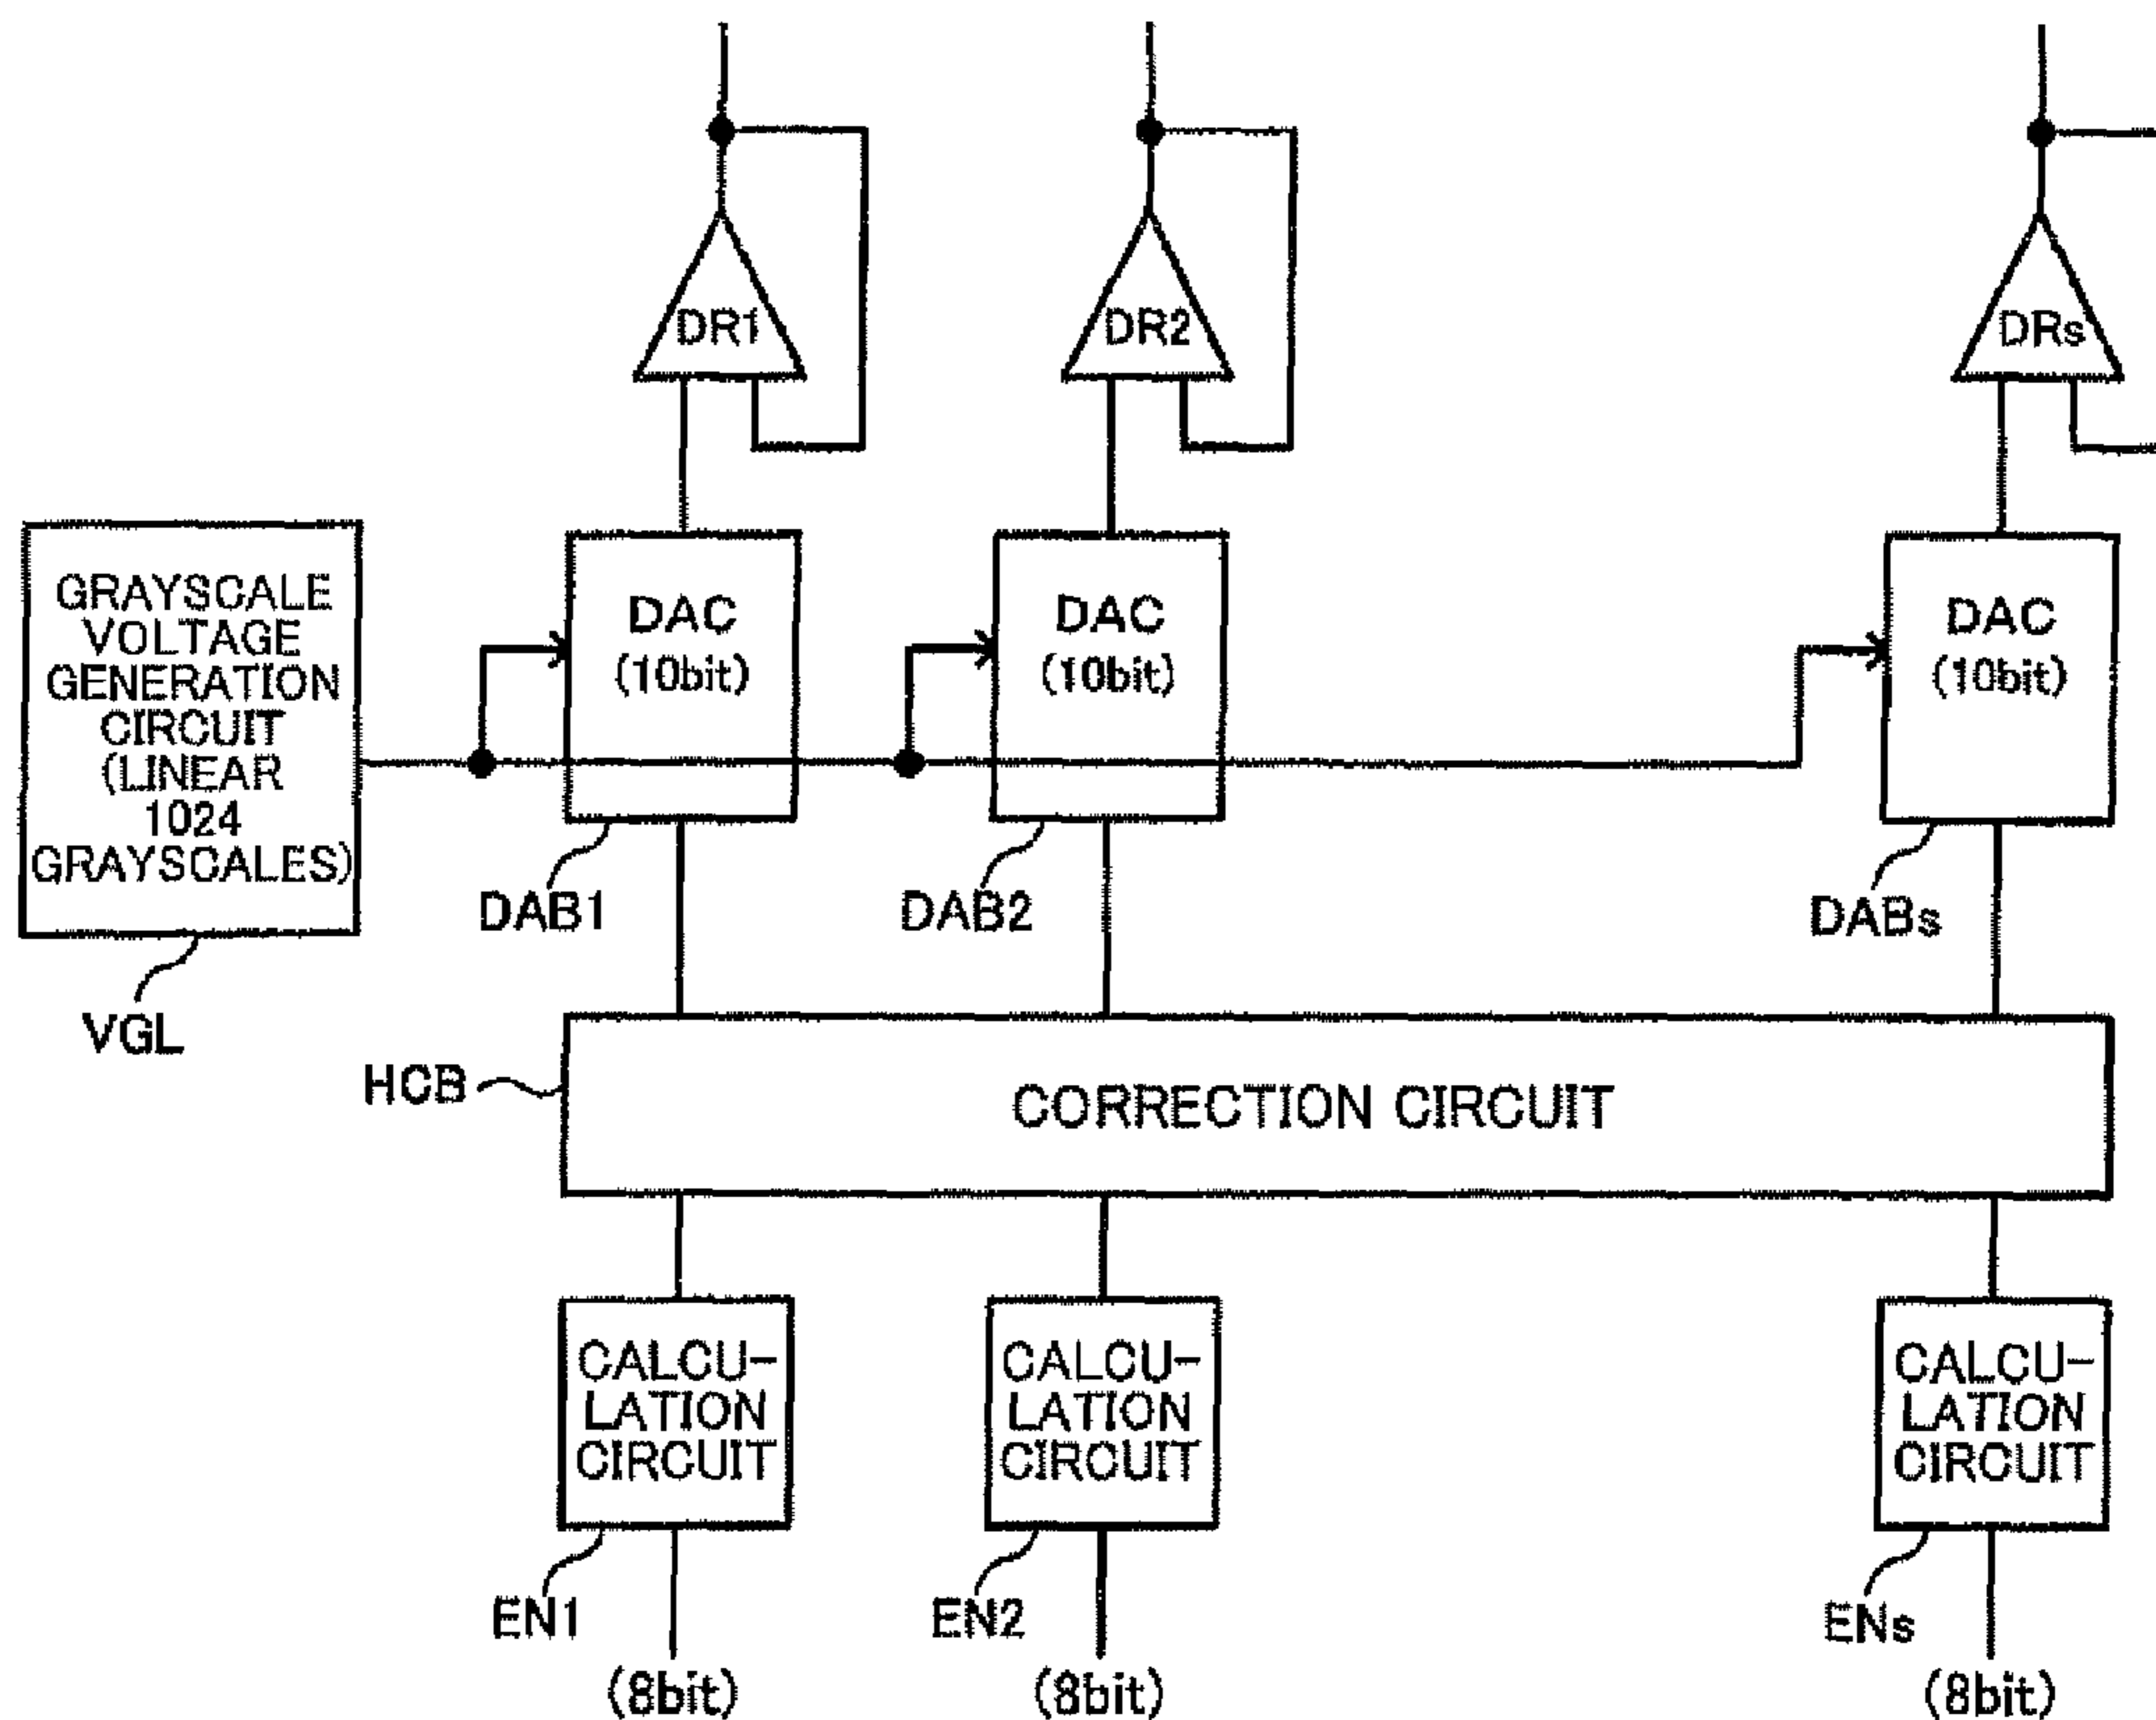 DR1
DR2
DRs
GRAYSCALE
VOLTAGE
GENERATION
CIRCUIT
(LINEAR
1024
GRAYSCALES)
VGL
DAC
(10bit)
DAB1
DAC
(10bit)
DAB2
DAC
(10bit)
DABs
HCB
CORRECTION CIRCUIT
CALCU-
LATION
CIRCUIT
EN1
(8bit)
CALCU-
LATION
CIRCUIT
EN2
(8bit)
CALCU-
LATION
CIRCUIT
ENs
(8bit)